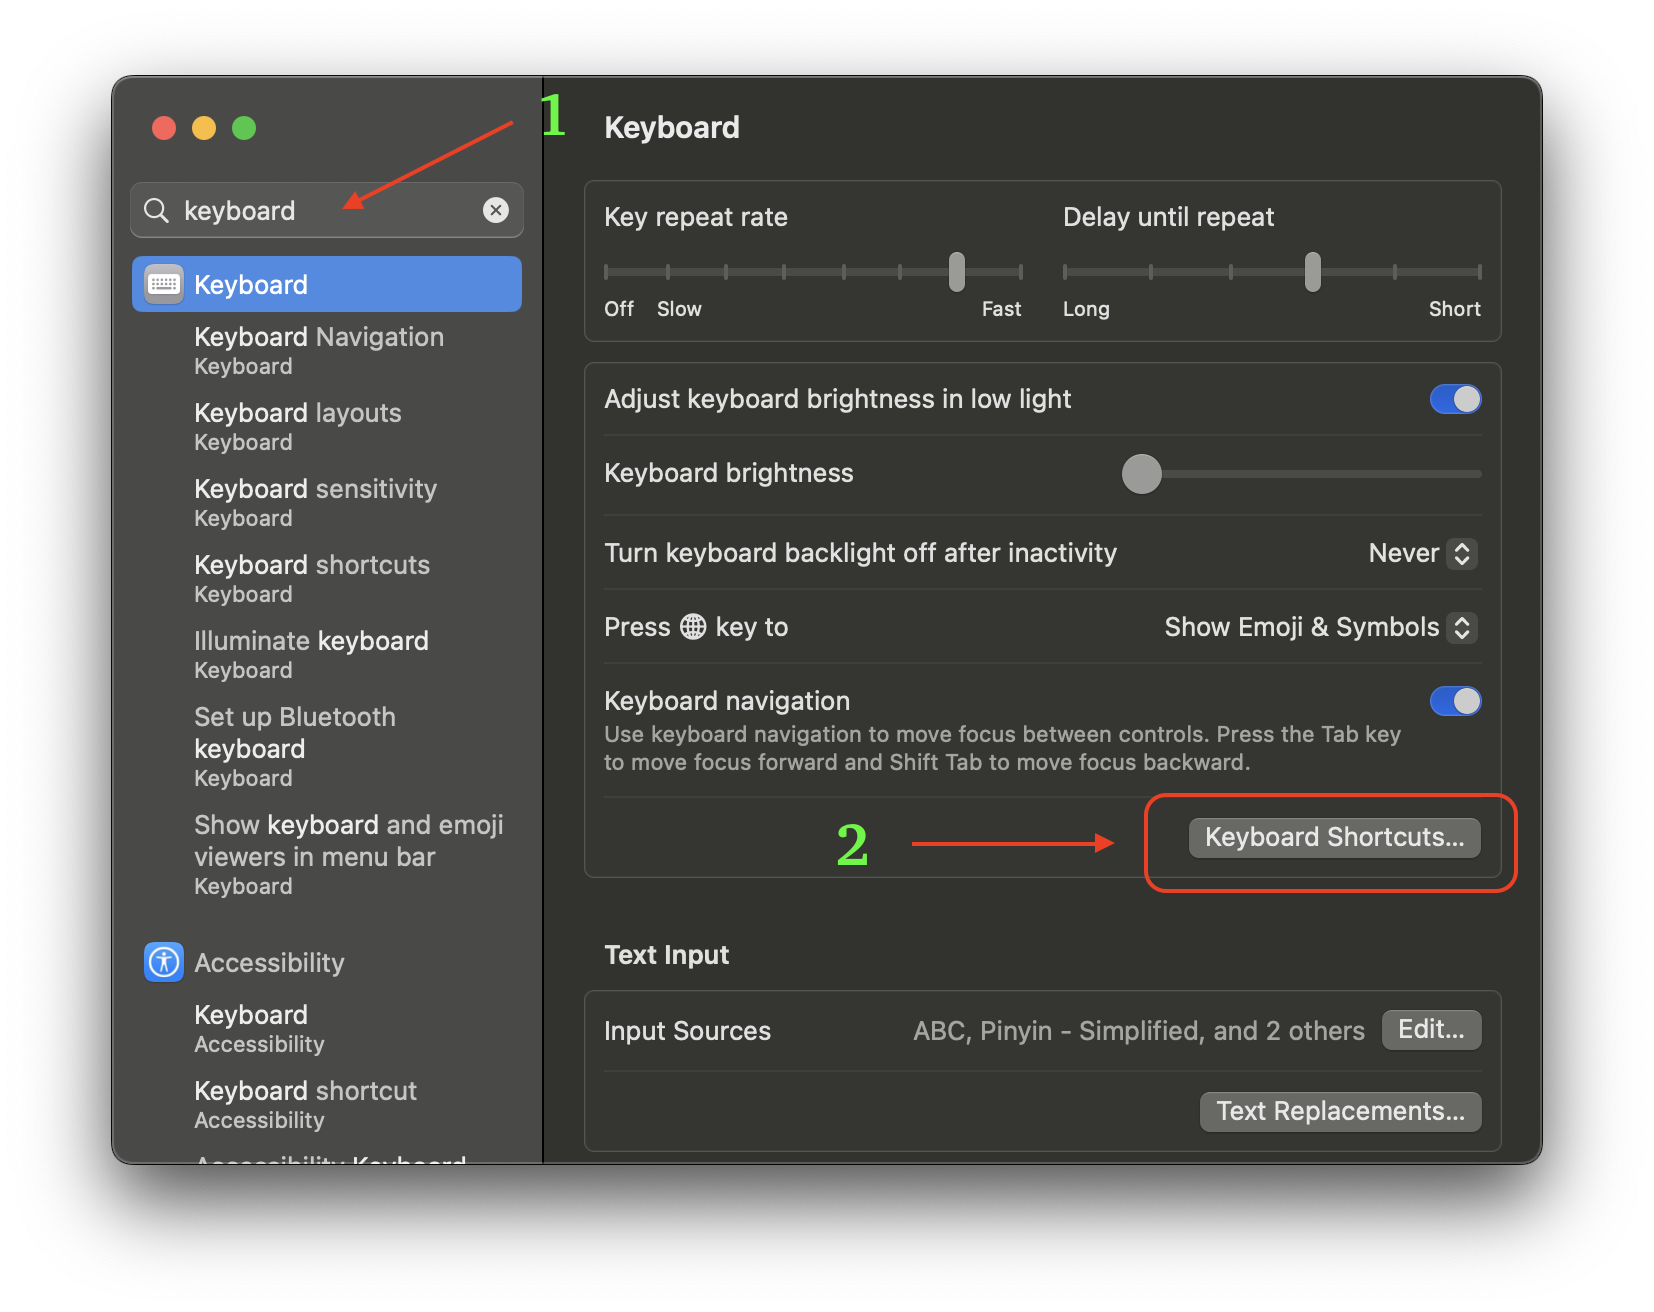 1
keyboard
Keyboard
Keyboard Navigation
Keyboard
Keyboard layouts
Keyboard
Keyboard sensitivity
Keyboard
Keyboard shortcuts
Keyboard
Illuminate keyboard
Keyboard
Set up Bluetooth
keyboard
Keyboard
Show keyboard and emoji
viewers in menu bar
Keyboard
Accessibility
Keyboard
Accessibility
Keyboard shortcut
Accessibility
Accessibility Keyboard
Keyboard
Key repeat rate
Off Slow Fast
Delay until repeat
Long Short
Adjust keyboard brightness in low light
Keyboard brightness
Turn keyboard backlight off after inactivity Never
Press key to Show Emoji & Symbols
Keyboard navigation
Use keyboard navigation to move focus between controls. Press the Tab key
to move focus forward and Shift Tab to move focus backward.
2 Keyboard Shortcuts...
Text Input
Input Sources ABC, Pinyin - Simplified, and 2 others Edit...
Text Replacements...